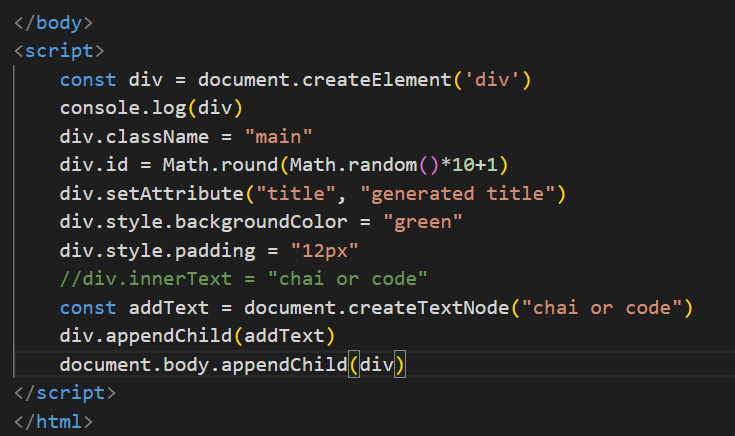 </body>
<script>
    const div = document.createElement('div')
    console.log(div)
    div.className = "main"
    div.id = Math.round(Math.random()*10+1)
    div.setAttribute("title", "generated title")
    div.style.backgroundColor = "green"
    div.style.padding = "12px"
    //div.innerText = "chai or code"
    const addText = document.createTextNode("chai or code")
    div.appendChild(addText)
    document.body.appendChild(div)
</script>
</html>